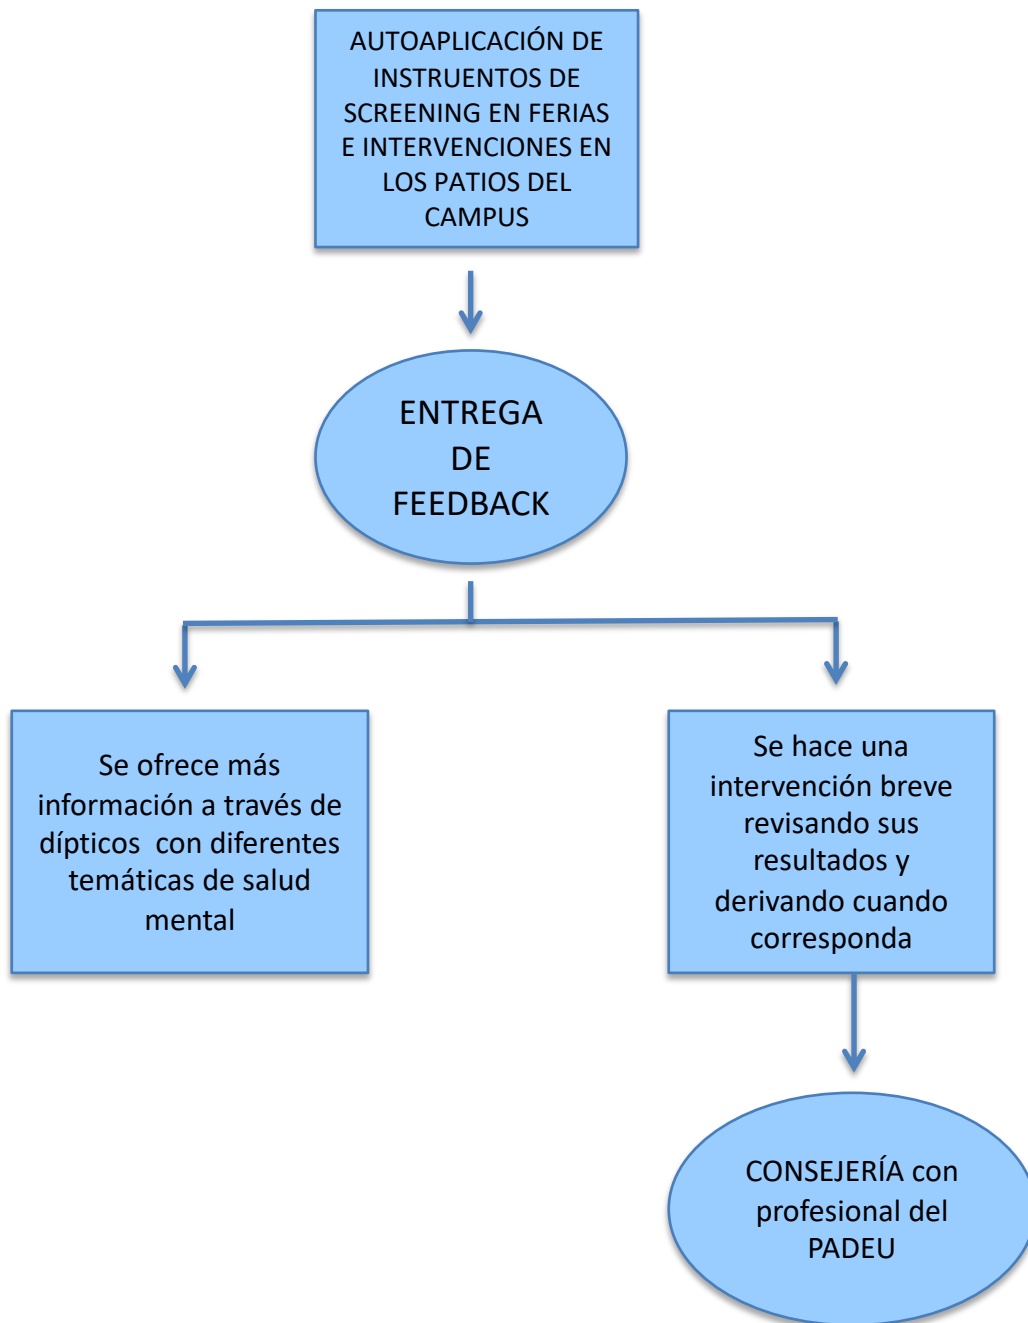 AUTOAPLICACIÓN DE
INSTRUENTOS DE
SCREENING EN FERIAS
E INTERVENCIONES EN
LOS PATIOS DEL
CAMPUS
ENTREGA
DE
FEEDBACK
Se ofrece más
información a través de
dípticos con diferentes
temáticas de salud
mental
Se hace una
intervención breve
revisando sus
resultados y
derivando cuando
corresponda
CONSEJERÍA con
profesional del
PADEU